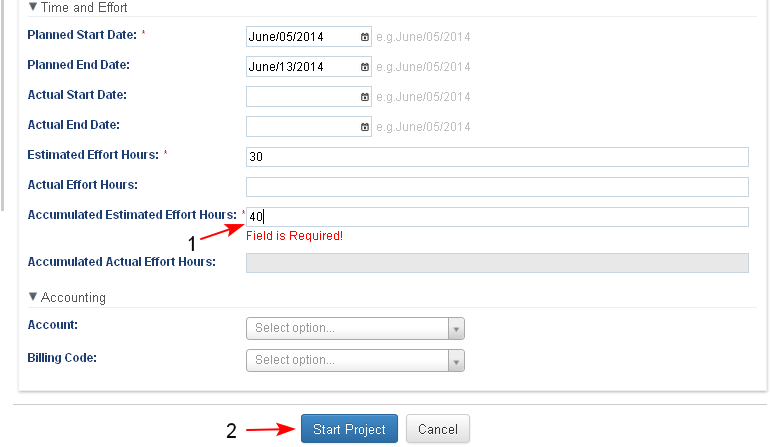 Time and Effort
Planned Start Date: * June/05/2014 e.g.June/05/2014
Planned End Date: June/13/2014 e.g.June/05/2014
Actual Start Date: e.g.June/05/2014
Actual End Date: e.g.June/05/2014
Estimated Effort Hours: * 30
Actual Effort Hours:
Accumulated Estimated Effort Hours: * 40
1 Field is Required!
Accumulated Actual Effort Hours:
Accounting
Account: Select option...
Billing Code: Select option...
2 Start Project Cancel